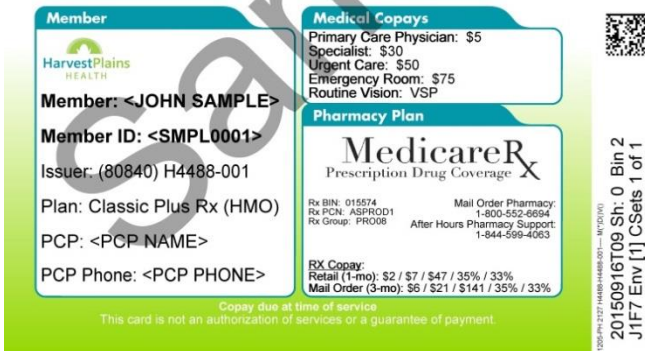 Member
HarvestPlains
HEALTH
Member: <JOHN SAMPLE>
Member ID: <SMPL0001>
Issuer: (80840) H4488-001
Plan: Classic Plus Rx (HMO)
PCP: <PCP NAME>
PCP Phone: <PCP PHONE>
Medical Copays
Primary Care Physician: $5
Specialist: $30
Urgent Care: $50
Emergency Room: $75
Routine Vision: VSP
Pharmacy Plan
MedicareRx
Prescription Drug Coverage
Rx BIN: 015574
Rx PCN: ASPROD1
Rx Group: PRO08
Mail Order Pharmacy:
1-800-552-6694
After Hours Pharmacy Support:
1-844-599-4063
RX Copay:
Retail (1-mo): $2 / $7 / $47 / 35% / 33%
Mail Order (3-mo): $6 / $21 / $141 / 35% / 33%
Copay due at time of service
This card is not an authorization of services or a guarantee of payment.
20150916T09 Sh: 0 Bin 2
J1F7 Env [1] CSets 1 of 1